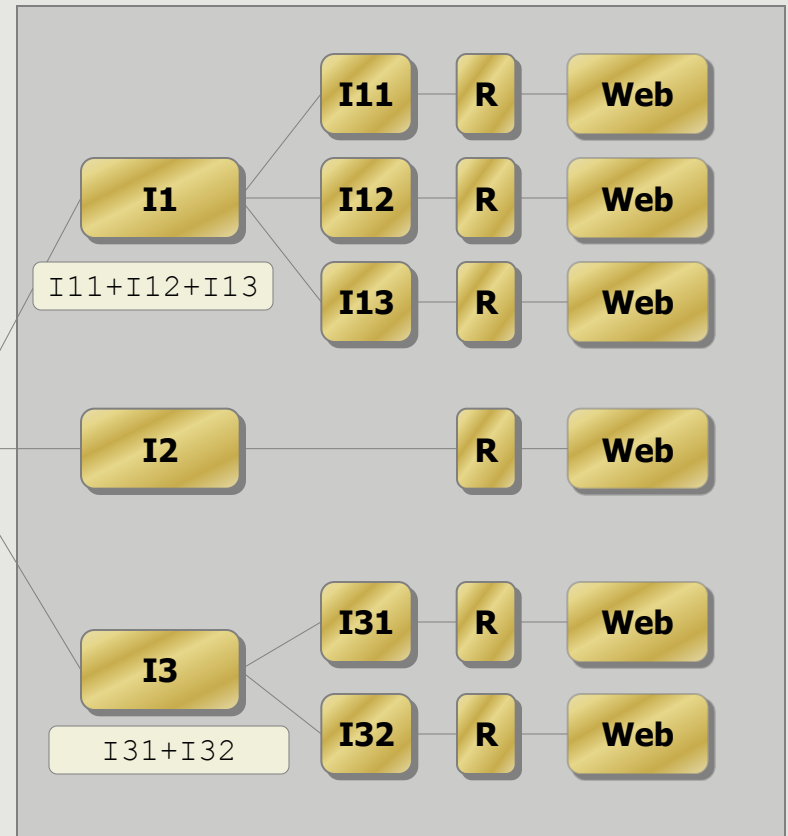 I11 R Web
I1 I12 R Web
I11+I12+I13
I13 R Web
I2 R Web
I31 R Web
I3
I31+I32
I32 R Web